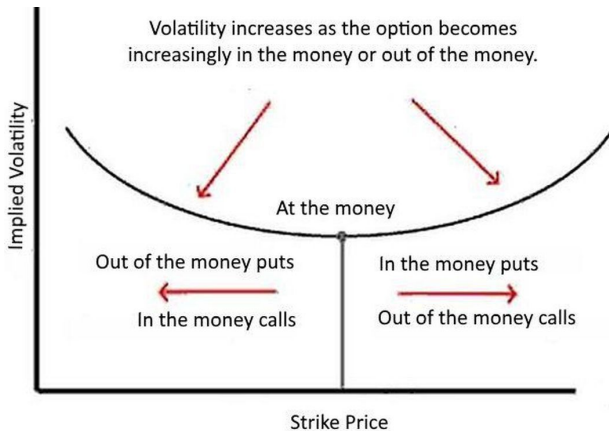 Volatility increases as the option becomes
increasingly in the money or out of the money.
Implied Volatility
At the money
Out of the money puts
In the money puts
In the money calls
Out of the money calls
Strike Price